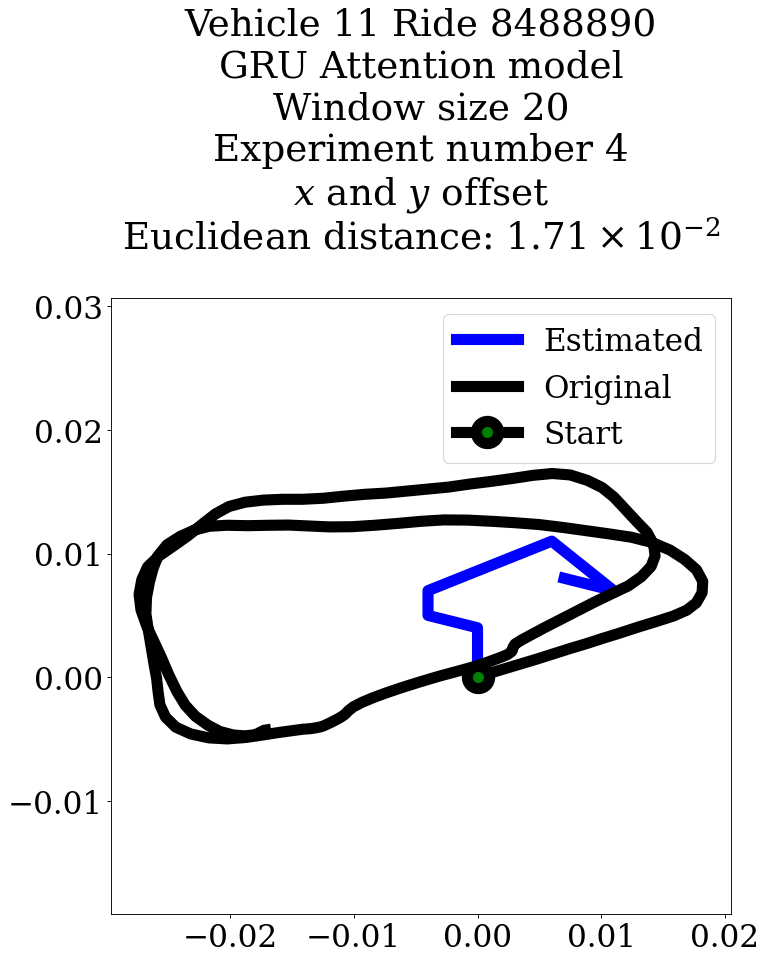 Vehicle 11 Ride 8488890
GRU Attention model
Window size 20
Experiment number 4
x and y offset
Euclidean distance: 1.71 × 10⁻²
0.03
Estimated
Original
Start
0.02
0.01
0.00
−0.01
−0.02 −0.01 0.00 0.01 0.02